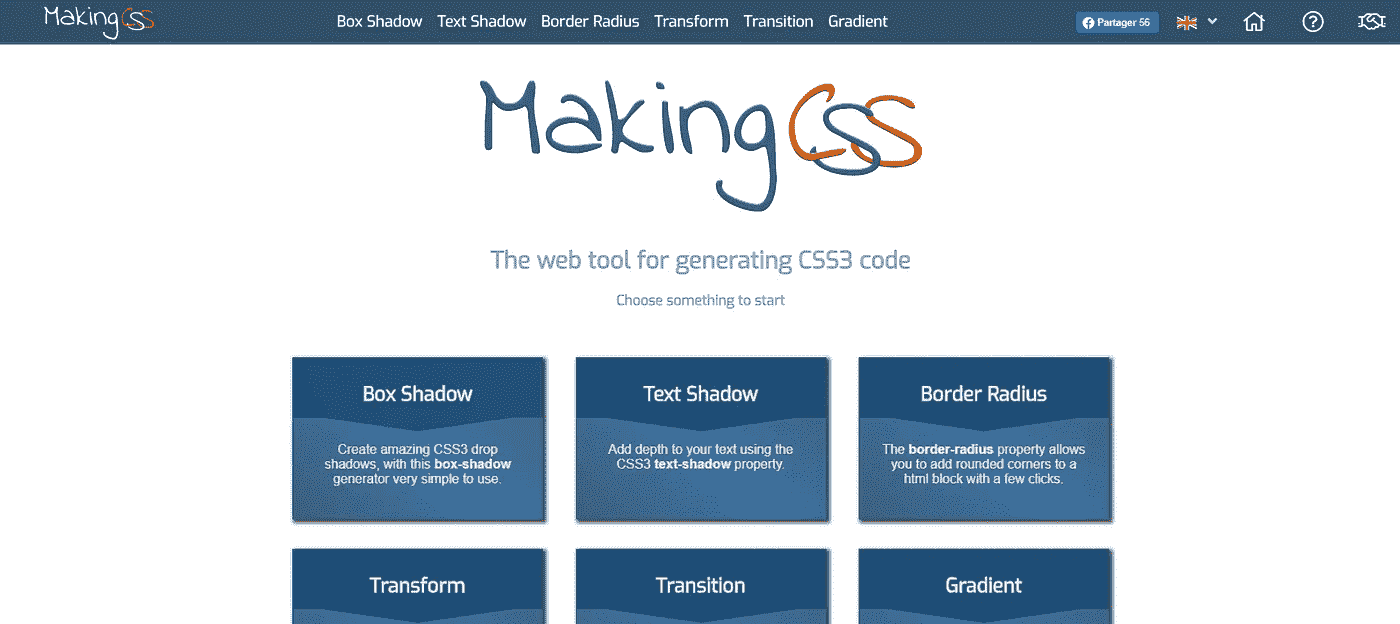 MakingCSS Box Shadow Text Shadow Border Radius Transform Transition Gradient Partager 56
MakingCSS
The web tool for generating CSS3 code
Choose something to start
Box Shadow
Create amazing CSS3 drop
shadows, with this box-shadow
generator very simple to use.
Text Shadow
Add depth to your text using the
CSS3 text-shadow property.
Border Radius
The border-radius property allows
you to add rounded corners to a
html block with a few clicks.
Transform
Transition
Gradient